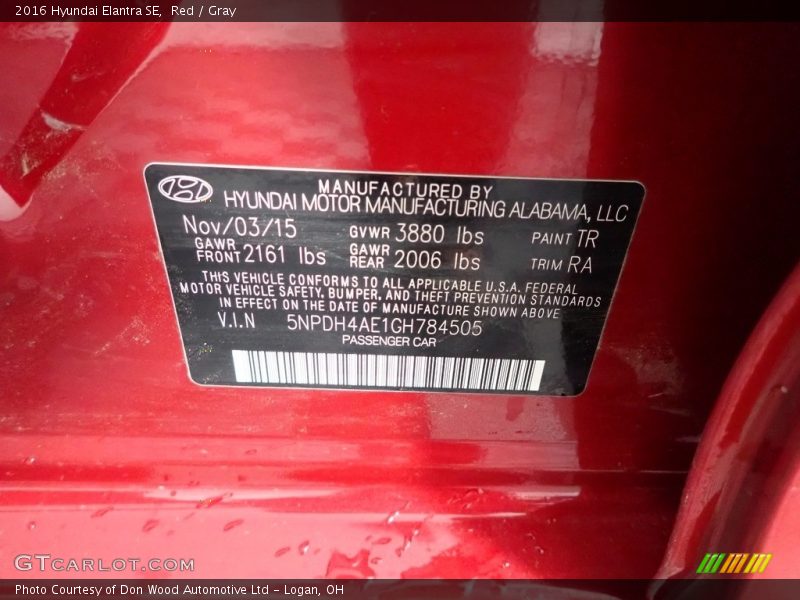 2016 Hyundai Elantra SE,  Red / Gray
MANUFACTURED BY
HYUNDAI MOTOR MANUFACTURING ALABAMA, LLC
Nov/03/15 GVWR 3880 lbs PAINT TR
GAWR FRONT 2161 lbs GAWR REAR 2006 lbs TRIM RA
THIS VEHICLE CONFORMS TO ALL APPLICABLE U.S.A. FEDERAL
MOTOR VEHICLE SAFETY, BUMPER, AND THEFT PREVENTION STANDARDS
IN EFFECT ON THE DATE OF MANUFACTURE SHOWN ABOVE
V.I.N 5NPDH4AE1GH784505
PASSENGER CAR
GTCARLOT.COM
Photo Courtesy of Don Wood Automotive Ltd - Logan, OH